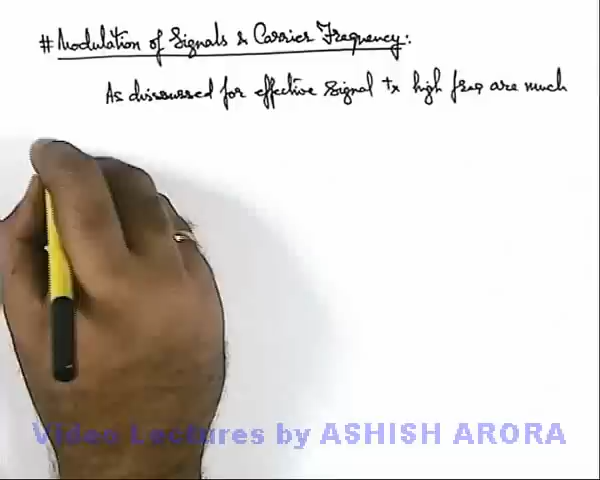 # Modulation of Signals & Carrier Frequency:
As disscussed for effective Signal tx high freq are much
Video Lectures by ASHISH ARORA